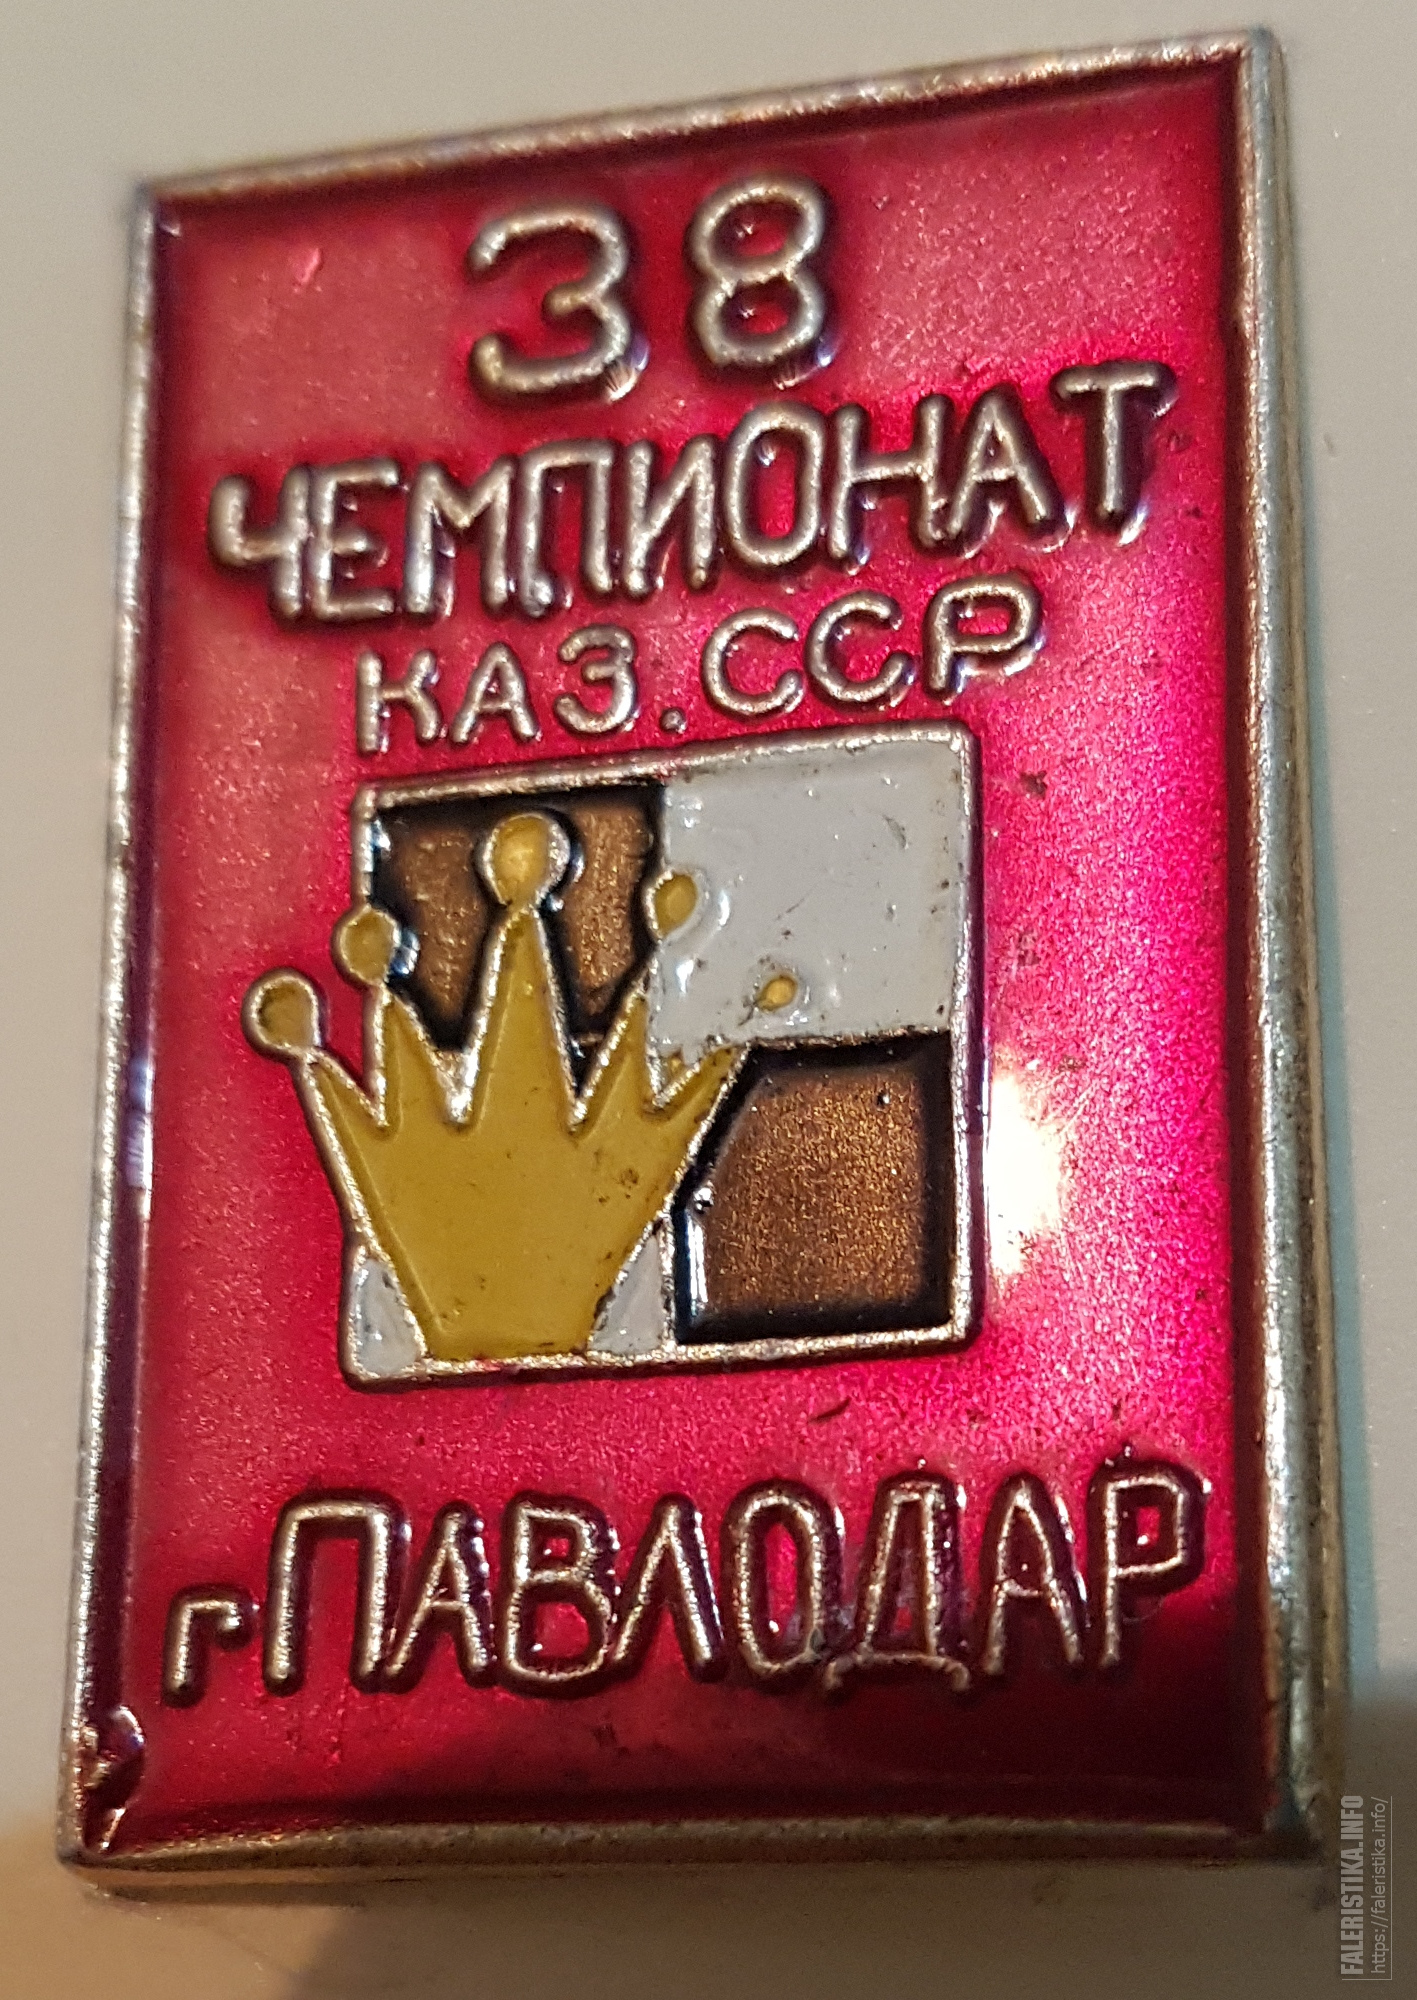 38
ЧЕМПИОНАТ
КАЗ.ССР
г ПАВЛОДАР
FALERISTIKA.INFO
https://faleristika.info/